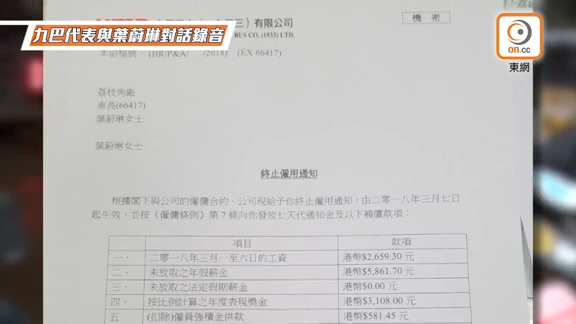 九巴代表與葉蔚琳對話錄音
on.cc
東網
有限公司
BUS CO. (1933) LTD.
機密
(HR/P&A/ /2018) (EX 66417)
荔枝角廠
車長(66417)
葉蔚琳女士
葉蔚琳女士
終止僱用通知
根據閣下與公司的僱傭合約，公司現給予你終止僱用通知，由二零一八年三月七日
起生效，並按《僱傭條例》第7條向你發放七天代通知金及以下補償款項：
項目 款項
一、 二零一八年三月一至六日的工資 港幣$2,659.30 元
二、 未放取之年假薪金 港幣$5,861.70 元
三、 未放取之法定假期薪金 港幣$0.00 元
四、 按比例計算之年度表現獎金 港幣$3,108.00 元
五 (扣除)僱員強積金供款 港幣$581.45 元